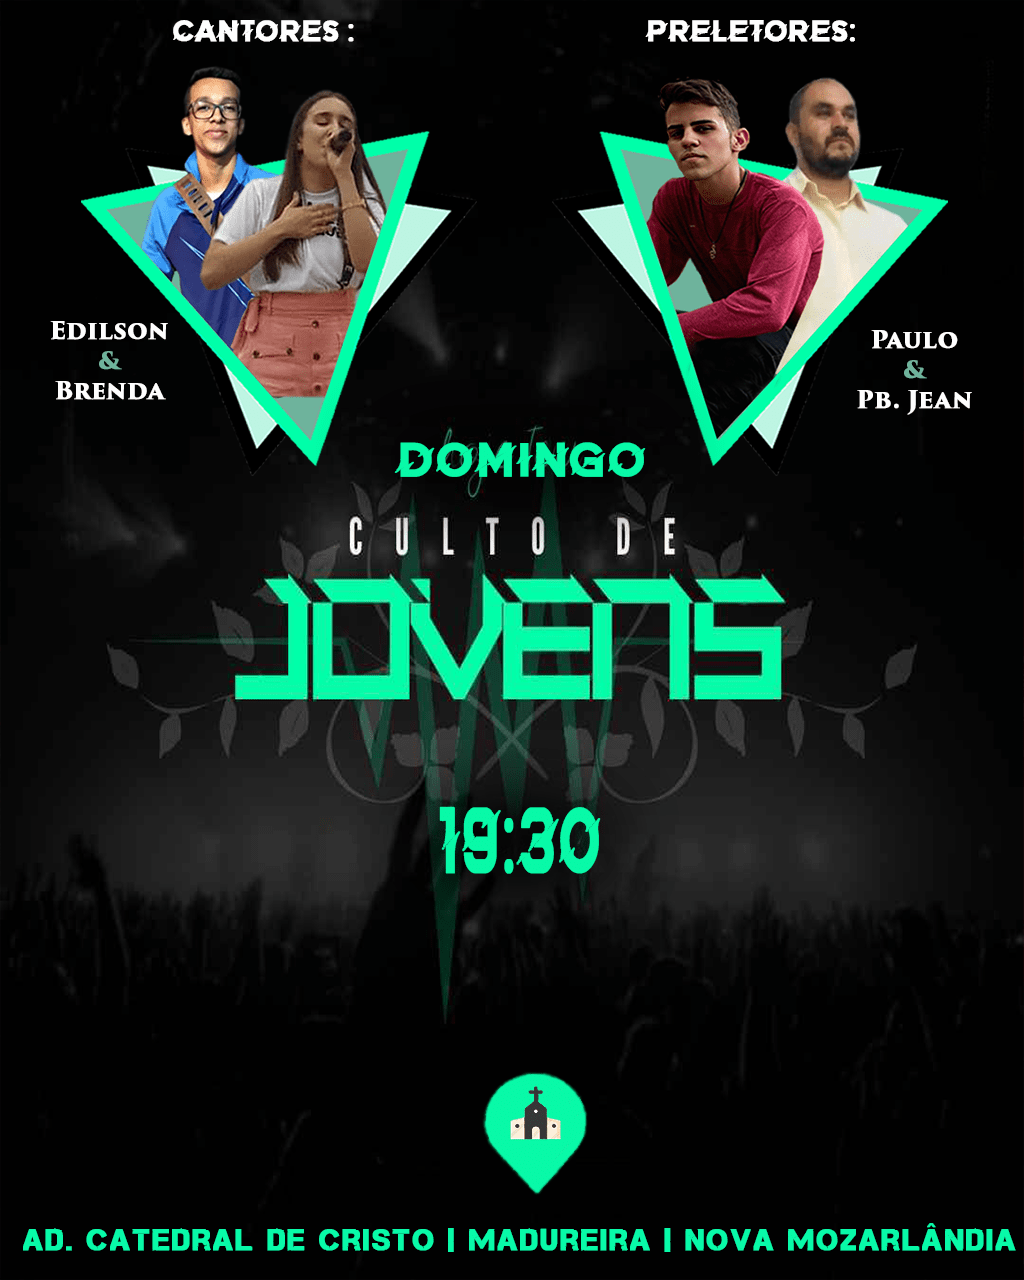 CANTORES :
PRELETORES:
EDILSON
&
BRENDA
PAULO
&
PB. JEAN
DOMINGO
CULTO DE
JOVENS
19:30
AD. CATEDRAL DE CRISTO | MADUREIRA | NOVA MOZARLÂNDIA